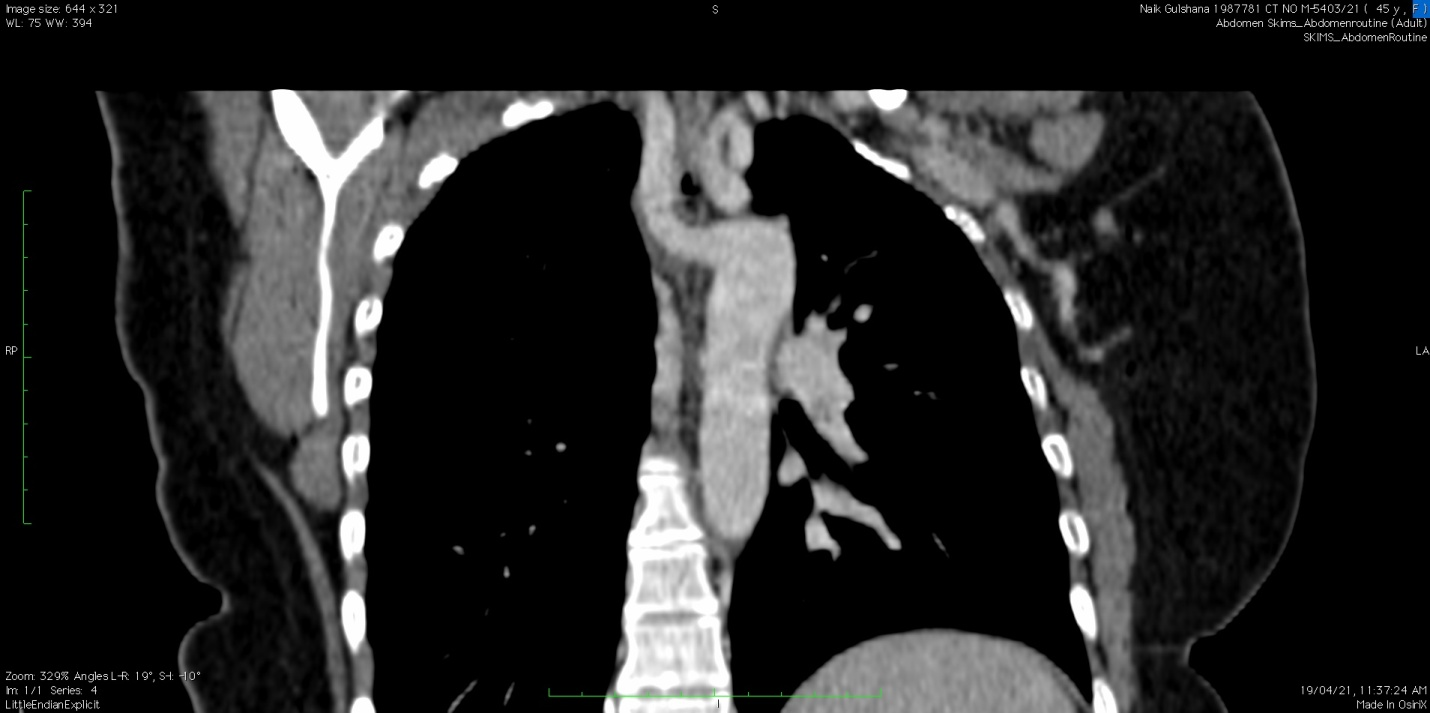 Image size: 644 x 321
WL: 75 WW: 394
S
Naik Gulshana 1987781 CT NO M-5403/21 ( 45 y , F )
Abdomen Skims_Abdomenroutine (Adult)
SKIMS_AbdomenRoutine
RP
LA
Zoom: 329% Angles L-R: 19°, S-I: -10°
Im: 1/1 Series: 4
LittleEndianExplicit
I
19/04/21, 11:37:24 AM
Made In OsiriX